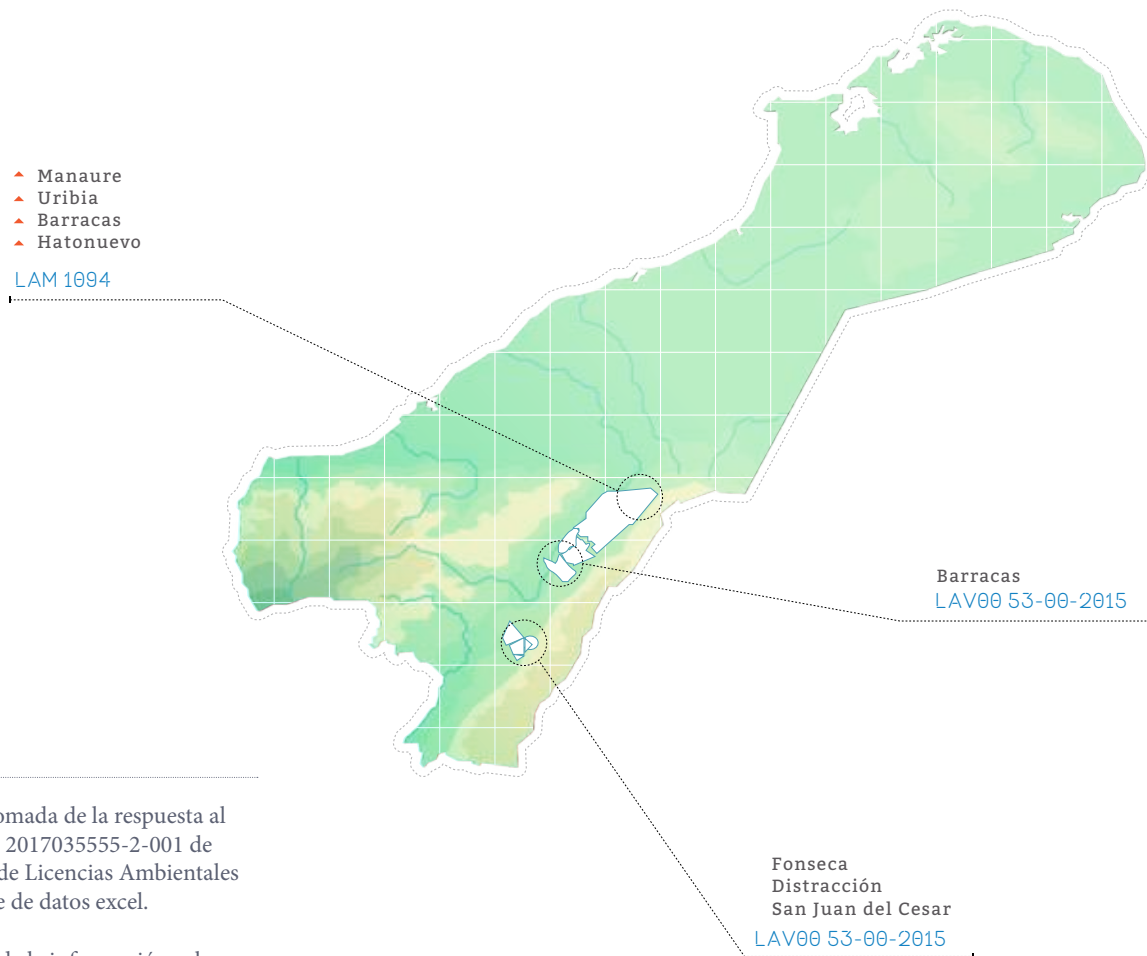 Manaure
Uribia
Barracas
Hatonuevo
LAM 1094
Barracas
LAV00 53-00-2015
Fonseca
Distracción
San Juan del Cesar
LAV00 53-00-2015
omada de la respuesta al
2017035555-2-001 de
de Licencias Ambientales
e de datos excel.